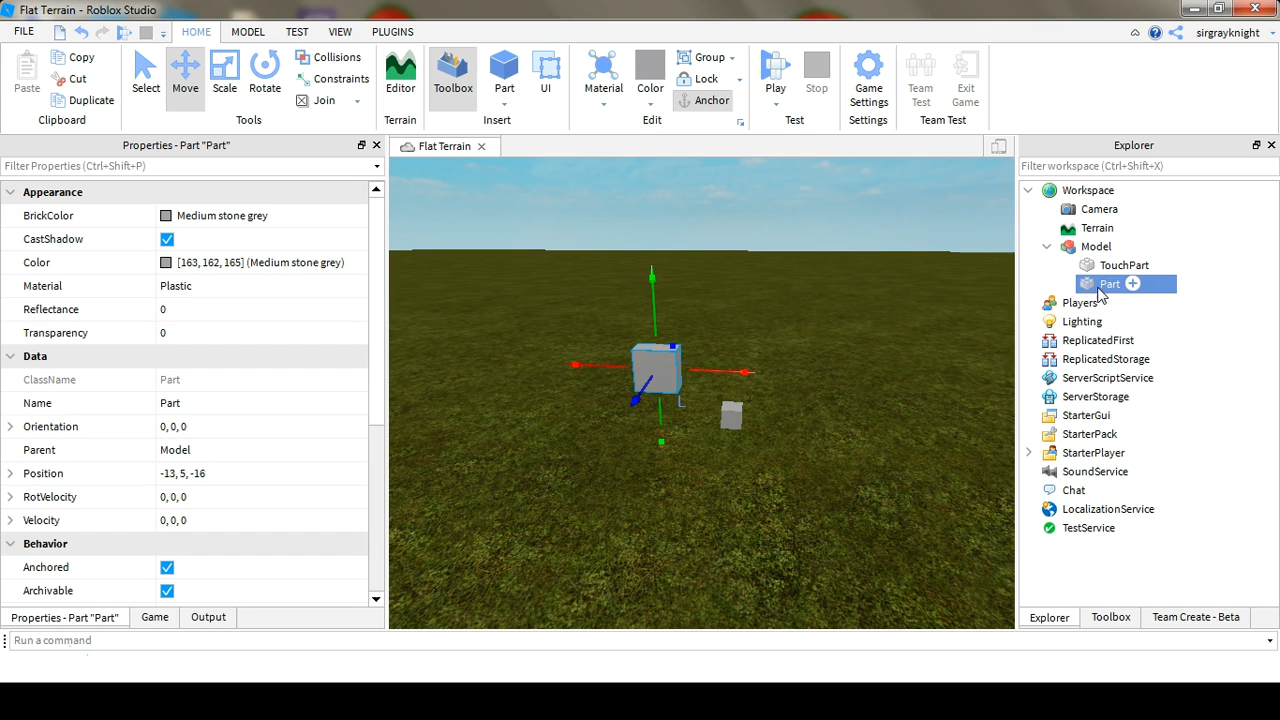 Flat Terrain - Roblox Studio
FILE HOME MODEL TEST VIEW PLUGINS sirgrayknight
Paste Copy Cut Duplicate
Select Move Scale Rotate
Collisions
Constraints
Join
Editor Toolbox Part UI Material Color
Group
Lock
Anchor
Play Stop Game Settings Team Test Exit Game
Clipboard Tools Terrain Insert Edit Test Settings Team Test
Properties - Part "Part"
Filter Properties (Ctrl+Shift+P)
Appearance
BrickColor Medium stone grey
CastShadow
Color [163, 162, 165] (Medium stone grey)
Material Plastic
Reflectance 0
Transparency 0
Data
ClassName Part
Name Part
Orientation 0, 0, 0
Parent Model
Position -13, 5, -16
RotVelocity 0, 0, 0
Velocity 0, 0, 0
Behavior
Anchored
Archivable
Properties - Part "Part" Game Output
Run a command
Flat Terrain
L
Explorer
Filter workspace (Ctrl+Shift+X)
Workspace
Camera
Terrain
Model
TouchPart
Part
Players
Lighting
ReplicatedFirst
ReplicatedStorage
ServerScriptService
ServerStorage
StarterGui
StarterPack
StarterPlayer
SoundService
Chat
LocalizationService
TestService
Explorer Toolbox Team Create - Beta